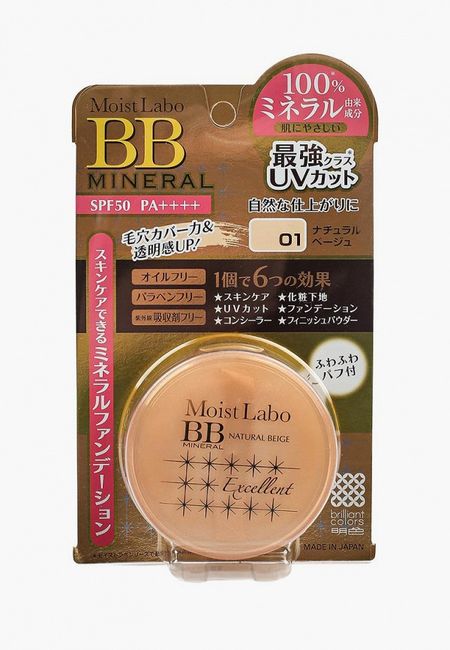 100%
ミネラル由来成分
肌にやさしい
Moist Labo
BB
MINERAL
SPF50 PA++++
最強クラス*
UVカット
自然な仕上がりに
毛穴カバー力&
透明感UP!
01
ナチュラル
ベージュ
オイルフリー
パラベンフリー
紫外線吸収剤フリー
1個で6つの効果
★スキンケア ★化粧下地
★UVカット ★ファンデーション
★コンシーラー ★フィニッシュパウダー
スキンケアできるミネラルファンデーション
ふわふわ
パフ付
Moist Labo
BB NATURAL BEIGE
MINERAL
Excellent
brilliant
colors
明色
MADE IN JAPAN